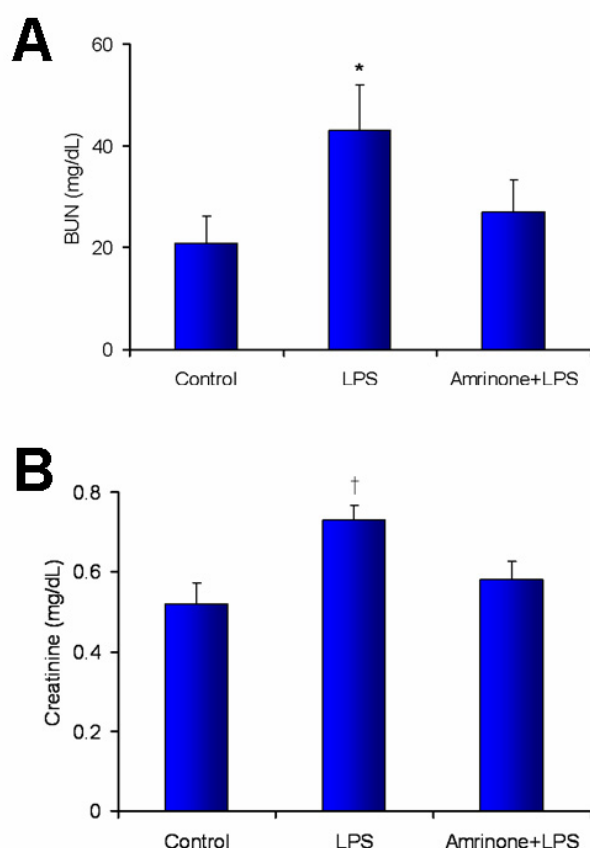 A
60
*
40
BUN (mg/dL)
20
0
Control LPS Amrinone+LPS
B
0.8
†
0.6
Creatinine (mg/dL)
0.4
0.2
0
Control LPS Amrinone+LPS